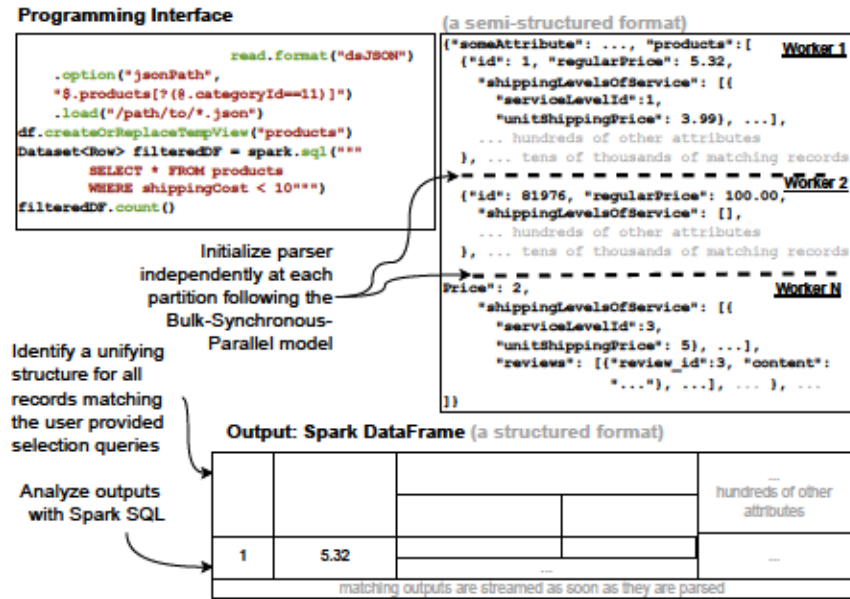 Programming Interface
read.format("dsJSON")
.option("jsonPath",
"$.products[?(@.categoryId==11)]")
.load("/path/to/*.json")
df.createOrReplaceTempView("products")
Dataset<Row> filteredDF = spark.sql("""
SELECT * FROM products
WHERE shippingCost < 10""")
filteredDF.count()
(a semi-structured format)
{"someAttribute": ..., "products":[
Worker 1
{"id": 1, "regularPrice": 5.32,
"shippingLevelsOfService": [{
"serviceLevelId":1,
"unitShippingPrice": 3.99}, ...],
... hundreds of other attributes
}, ... tens of thousands of matching records
Worker 2
{"id": 81976, "regularPrice": 100.00,
"shippingLevelsOfService": [],
... hundreds of other attributes
}, ... tens of thousands of matching records
Worker N
Price": 2,
"shippingLevelsOfService": [{
"serviceLevelId":3,
"unitShippingPrice": 5}, ...],
"reviews": [{"review_id":3, "content":
"..."}, ...], ... }, ...
]}
Initialize parser
independently at each
partition following the
Bulk-Synchronous-
Parallel model
Identify a unifying
structure for all
records matching
the user provided
selection queries
Analyze outputs
with Spark SQL
Output: Spark DataFrame (a structured format)
...
hundreds of other
attributes
1
5.32
...
...
matching outputs are streamed as soon as they are parsed